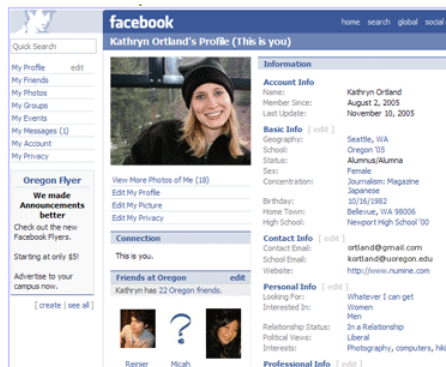 facebook
home search global social
Kathryn Ortland's Profile (This is you)
Quick Search
My Profile edit
My Friends
My Photos
My Groups
My Events
My Messages (1)
My Account
My Privacy
Oregon Flyer
We made
Announcements
better
Check out the new
Facebook Flyers.
Starting at only $5!
Advertise to your
campus now.
[ create | see all ]
View More Photos of Me (18)
Edit My Profile
Edit My Picture
Edit My Privacy
Connection
This is you.
Friends at Oregon edit
Kathryn has 22 Oregon friends.
?
Reinier Micah
Information
Account Info
Name: Kathryn Ortland
Member Since: August 2, 2005
Last Update: November 10, 2005
Basic Info [ edit ]
Geography: Seattle, WA
School: Oregon '05
Status: Alumnus/Alumna
Sex: Female
Concentration: Journalism: Magazine
Japanese
Birthday: 10/16/1982
Home Town: Bellevue, WA 98006
High School: Newport High School '00
Contact Info [ edit ]
Contact Email: ortland@gmail.com
School Email: kortland@uoregon.edu
Website: http://www.numine.com
Personal Info [ edit ]
Looking For: Whatever I can get
Interested In: Women
Men
Relationship Status: In a Relationship
Political Views: Liberal
Interests: Photography, computers, hiki
Professional Info [ edit ]